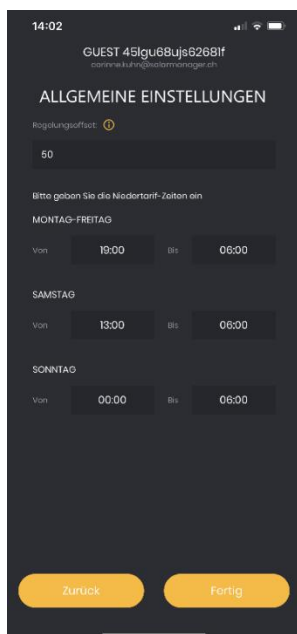 14:02
GUEST 45lgu68ujs62681f
corinne.kuhn@solarmanager.ch
ALLGEMEINE EINSTELLUNGEN
Regelungsoffset:
50
Bitte geben Sie die Niedertarif-Zeiten ein
MONTAG-FREITAG
Von 19:00 Bis 06:00
SAMSTAG
Von 13:00 Bis 06:00
SONNTAG
Von 00:00 Bis 06:00
Zurück Fertig